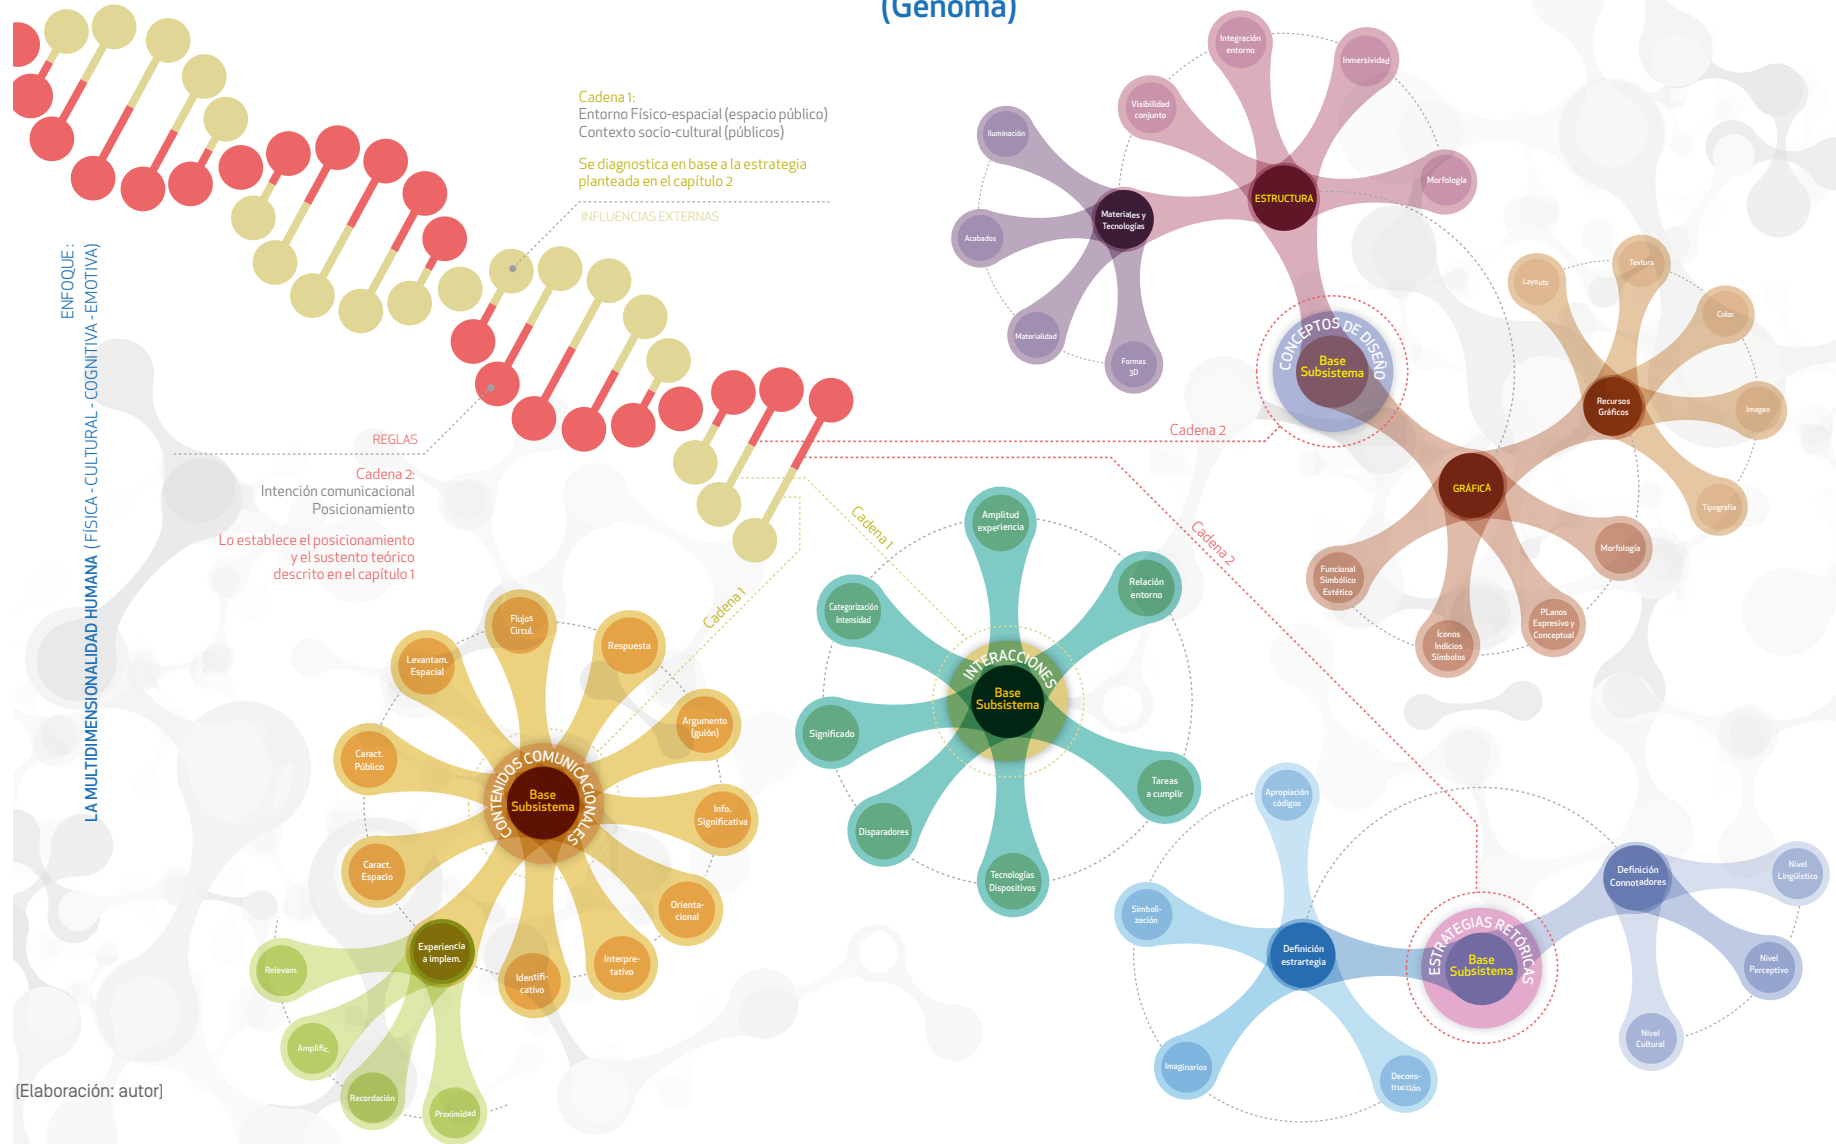 (Genoma)
Cadena 1:
Entorno Físico-espacial (espacio público)
Contexto socio-cultural (públicos)
Se diagnostica en base a la estrategia
planteada en el capítulo 2
INFLUENCIAS EXTERNAS
ENFOQUE :
LA MULTIDIMENSIONALIDAD HUMANA ( FÍSICA - CULTURAL - COGNITIVA - EMOTIVA)
REGLAS
Cadena 2:
Intención comunicacional
Posicionamiento
Lo establece el posicionamiento
y el sustento teórico
descrito en el capítulo 1
Integración
entorno
Inmersividad
Visibilidad
conjunto
Morfología
ESTRUCTURA
Iluminación
Materiales y
Tecnologías
Acabados
Materialidad
Formas
3D
CONCEPTOS DE DISEÑO
Base
Subsistema
Cadena 2
Layouts
Textura
Color
Imagen
Tipografía
Recursos
Gráficos
GRÁFICA
Morfología
PLanos
Expresivo y
Conceptual
Íconos
Indicios
Símbolos
Funcional
Simbólico
Estético
Cadena 1
Cadena 2
Cadena 1
Amplitud
experiencia
Relación
entorno
Categorización
Intensidad
INTERACCIONES
Base
Subsistema
Significado
Tareas
a cumplir
Disparadores
Tecnologías
Dispositivos
Flujos
Circul.
Respuesta
Levantam.
Espacial
Argumento
(guión)
Caract.
Público
CONTENIDOS COMUNICACIONALES
Base
Subsistema
Info.
Significativa
Caract.
Espacio
Orienta-
cional
Interpre-
tativo
Identifi-
cativo
Experiencia
a implem.
Relevam.
Amplific.
Recordación
Proximidad
Apropiación
códigos
Simboli-
zación
Definición
estrartegia
Imaginarios
Decons-
trucción
ESTRATEGIAS RETÓRICAS
Base
Subsistema
Definición
Connotadores
Nivel
Lingüístico
Nivel
Perceptivo
Nivel
Cultural
[Elaboración: autor]